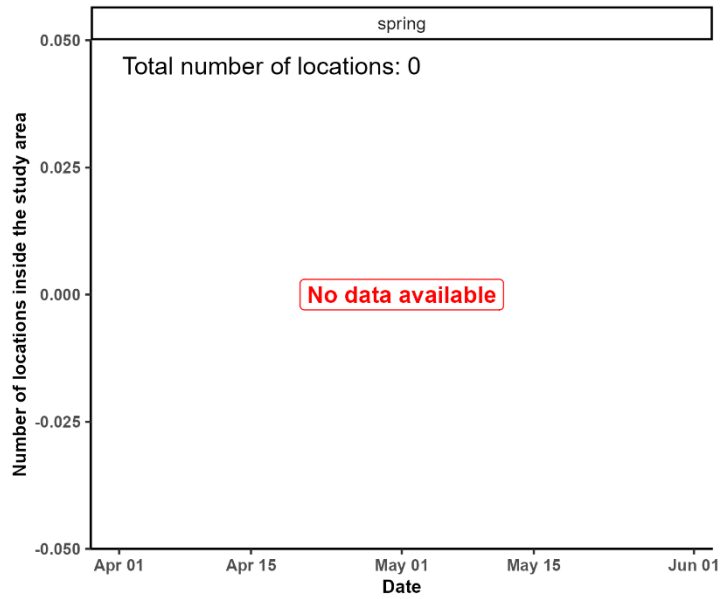 spring
Total number of locations: 0
Number of locations inside the study area
0.050
0.025
0.000
-0.025
-0.050
No data available
Apr 01 Apr 15 May 01 May 15 Jun 01
Date